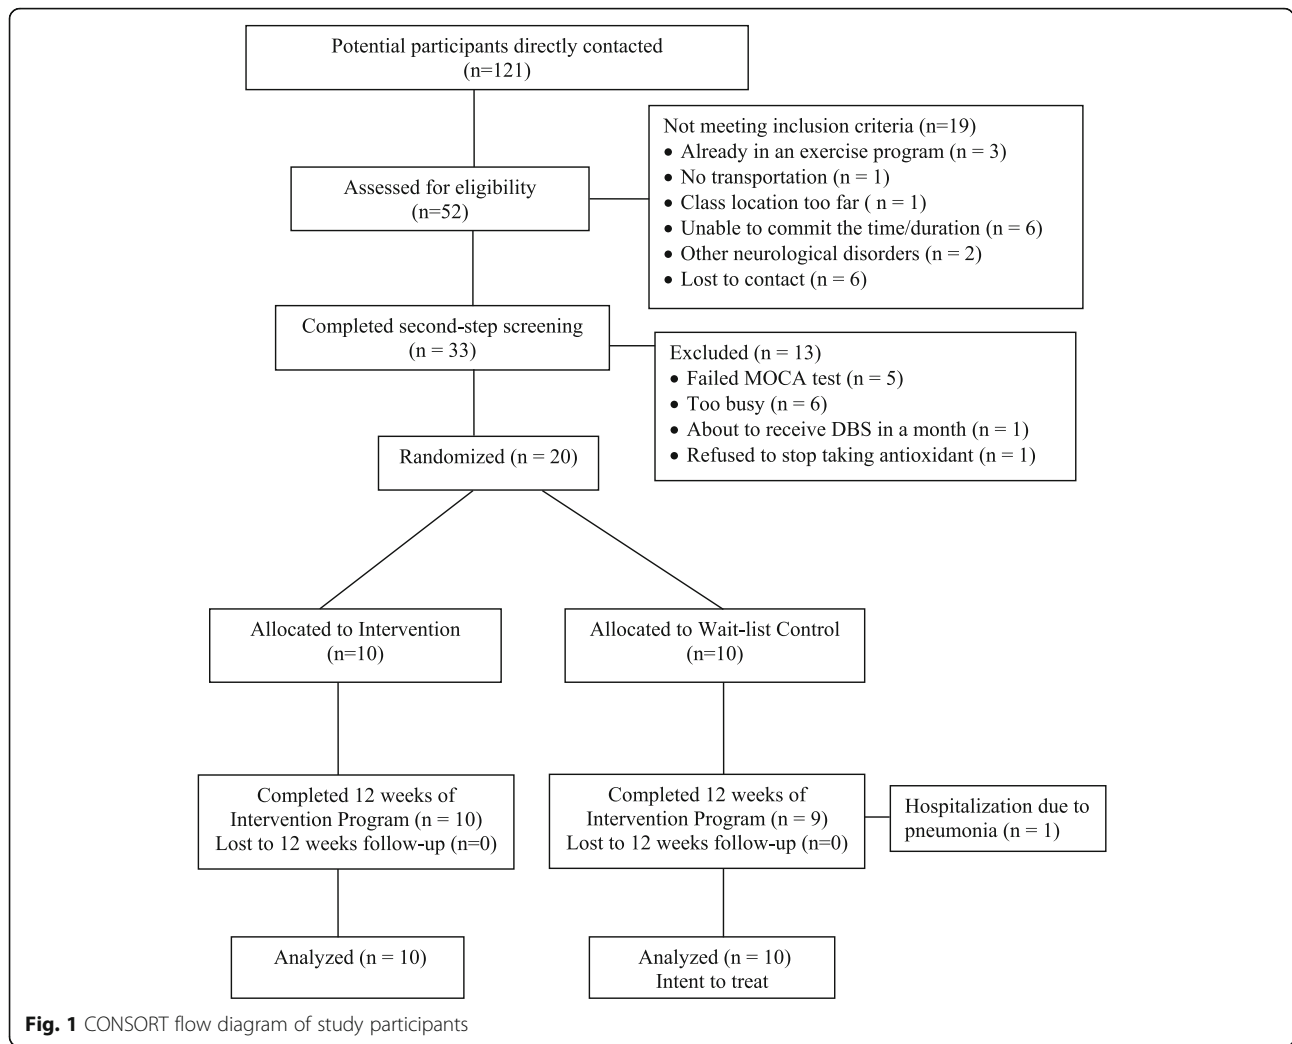 Potential participants directly contacted
(n=121)
Not meeting inclusion criteria (n=19)
• Already in an exercise program (n = 3)
• No transportation (n = 1)
• Class location too far ( n = 1)
• Unable to commit the time/duration (n = 6)
• Other neurological disorders (n = 2)
• Lost to contact (n = 6)
Assessed for eligibility
(n=52)
Completed second-step screening
(n = 33)
Excluded (n = 13)
• Failed MOCA test (n = 5)
• Too busy (n = 6)
• About to receive DBS in a month (n = 1)
• Refused to stop taking antioxidant (n = 1)
Randomized (n = 20)
Allocated to Intervention
(n=10)
Allocated to Wait-list Control
(n=10)
Completed 12 weeks of
Intervention Program (n = 10)
Lost to 12 weeks follow-up (n=0)
Completed 12 weeks of
Intervention Program (n = 9)
Lost to 12 weeks follow-up (n=0)
Hospitalization due to
pneumonia (n = 1)
Analyzed (n = 10)
Analyzed (n = 10)
Intent to treat
Fig. 1 CONSORT flow diagram of study participants